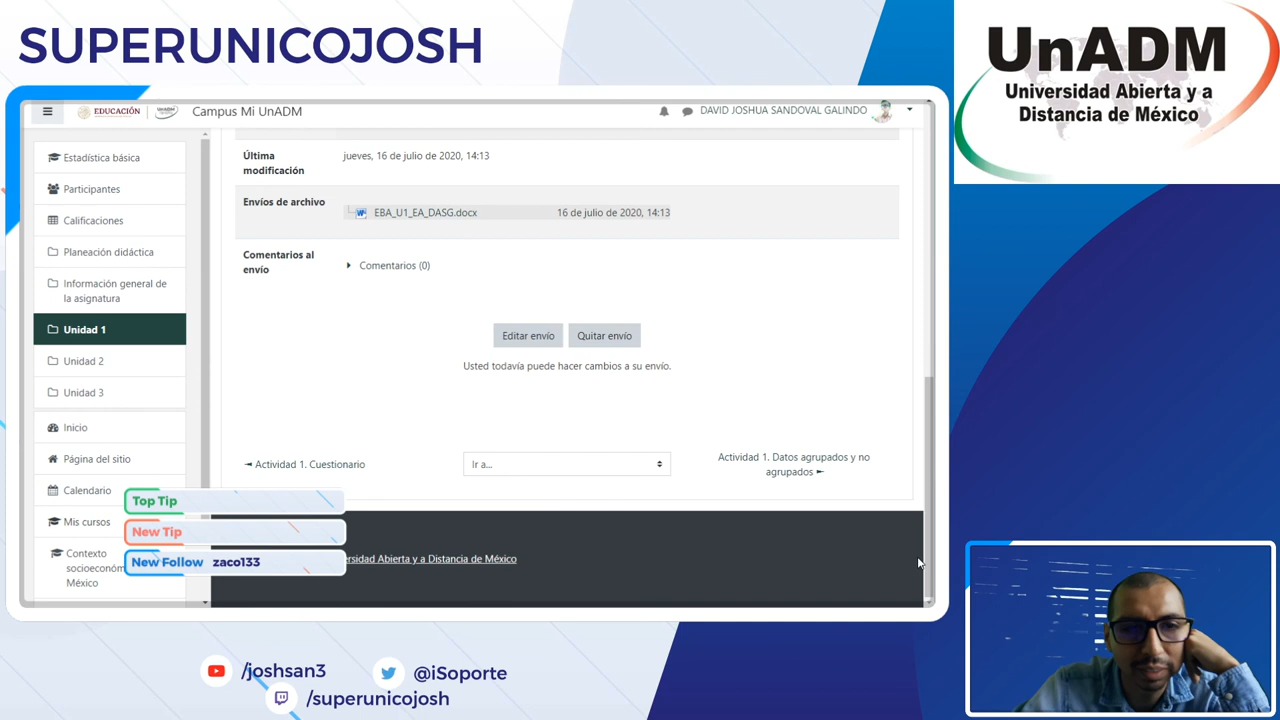 SUPERUNICOJOSH
UnADM
Universidad Abierta y a
Distancia de México
EDUCACIÓN
Campus Mi UnADM
DAVID JOSHUA SANDOVAL GALINDO
Estadística básica
Participantes
Calificaciones
Planeación didáctica
Información general de
la asignatura
Unidad 1
Unidad 2
Unidad 3
Inicio
Página del sitio
Calendario
Mis cursos
Contexto
socioeconóm
México
Última
modificación
jueves, 16 de julio de 2020, 14:13
Envíos de archivo
EBA_U1_EA_DASG.docx
16 de julio de 2020, 14:13
Comentarios al
envío
Comentarios (0)
Editar envío
Quitar envío
Usted todavía puede hacer cambios a su envío.
◄ Actividad 1. Cuestionario
Ir a...
Actividad 1. Datos agrupados y no
agrupados ►
Top Tip
New Tip
New Follow zaco133
ersidad Abierta y a Distancia de México
/joshsan3
@iSoporte
/superunicojosh